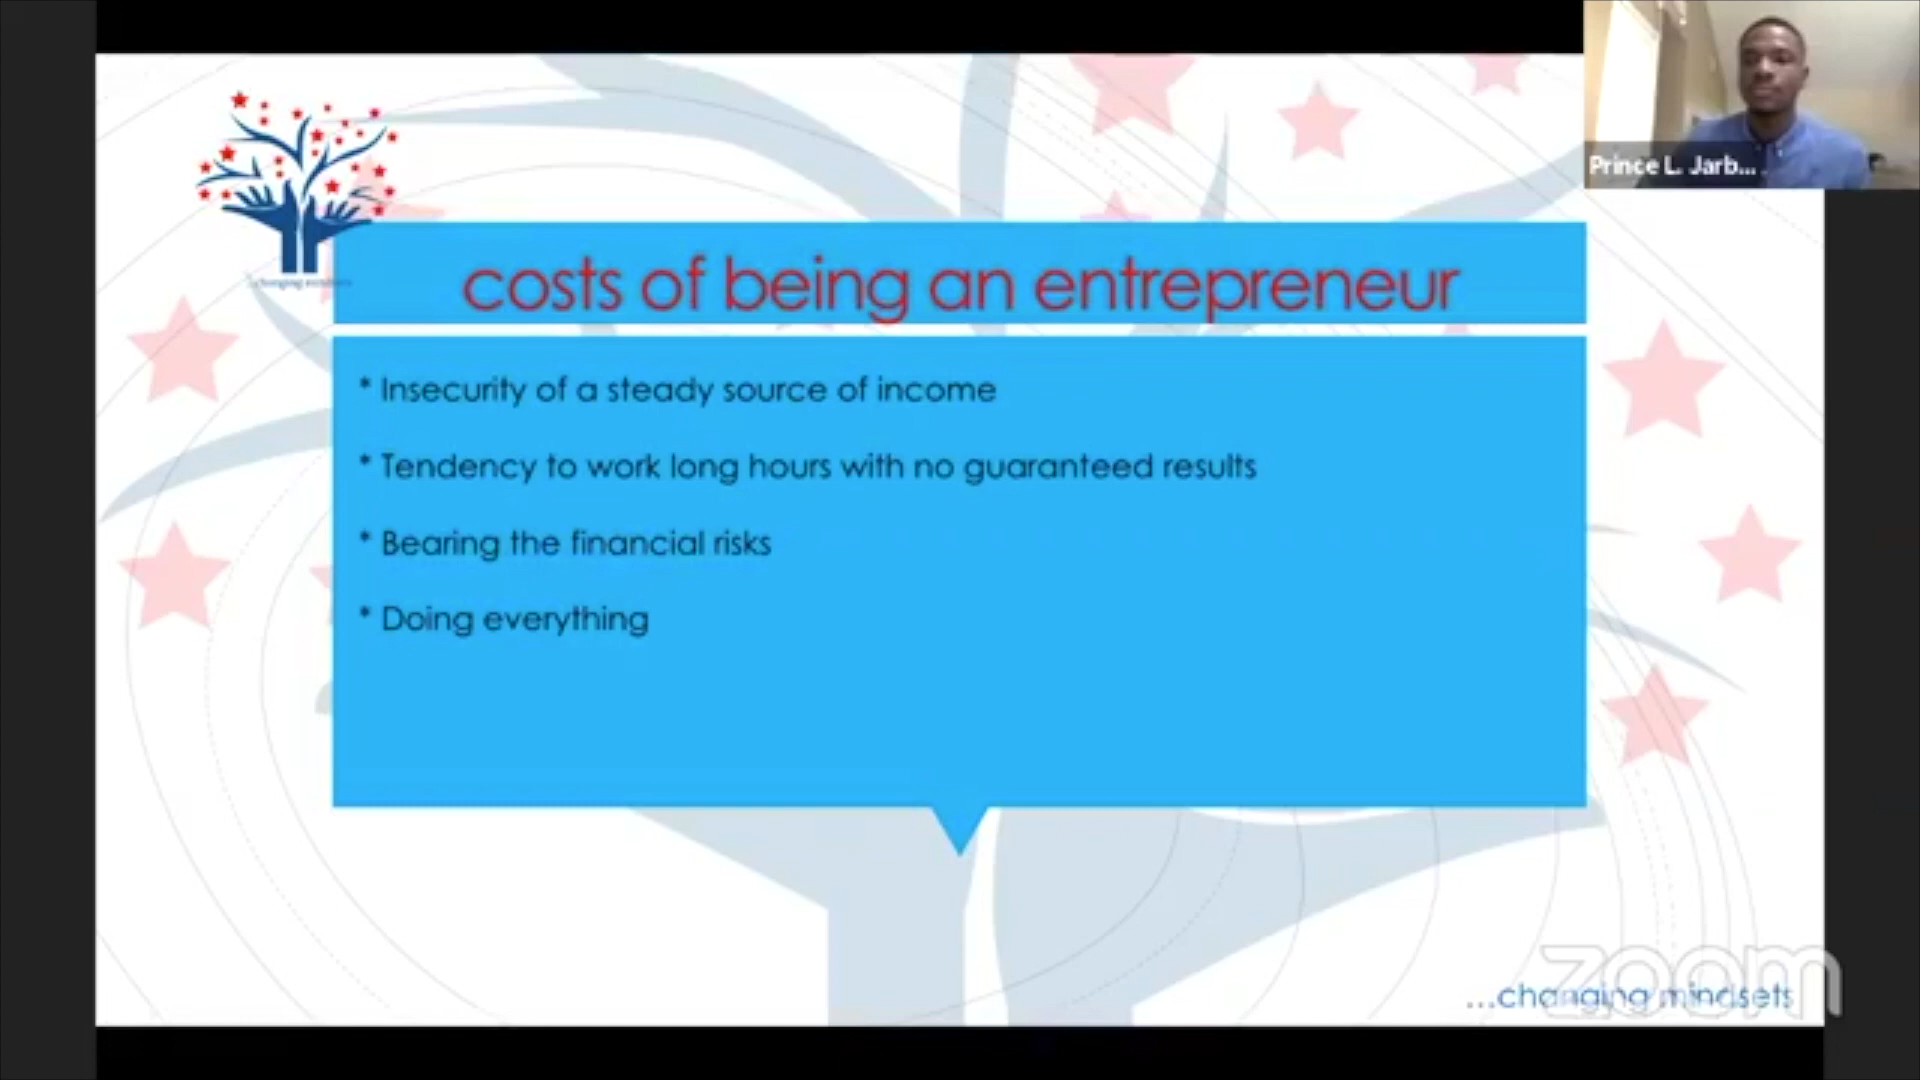 Prince L. Jarb...
costs of being an entrepreneur
* Insecurity of a steady source of income
* Tendency to work long hours with no guaranteed results
* Bearing the financial risks
* Doing everything
...changing mindsets
zoom